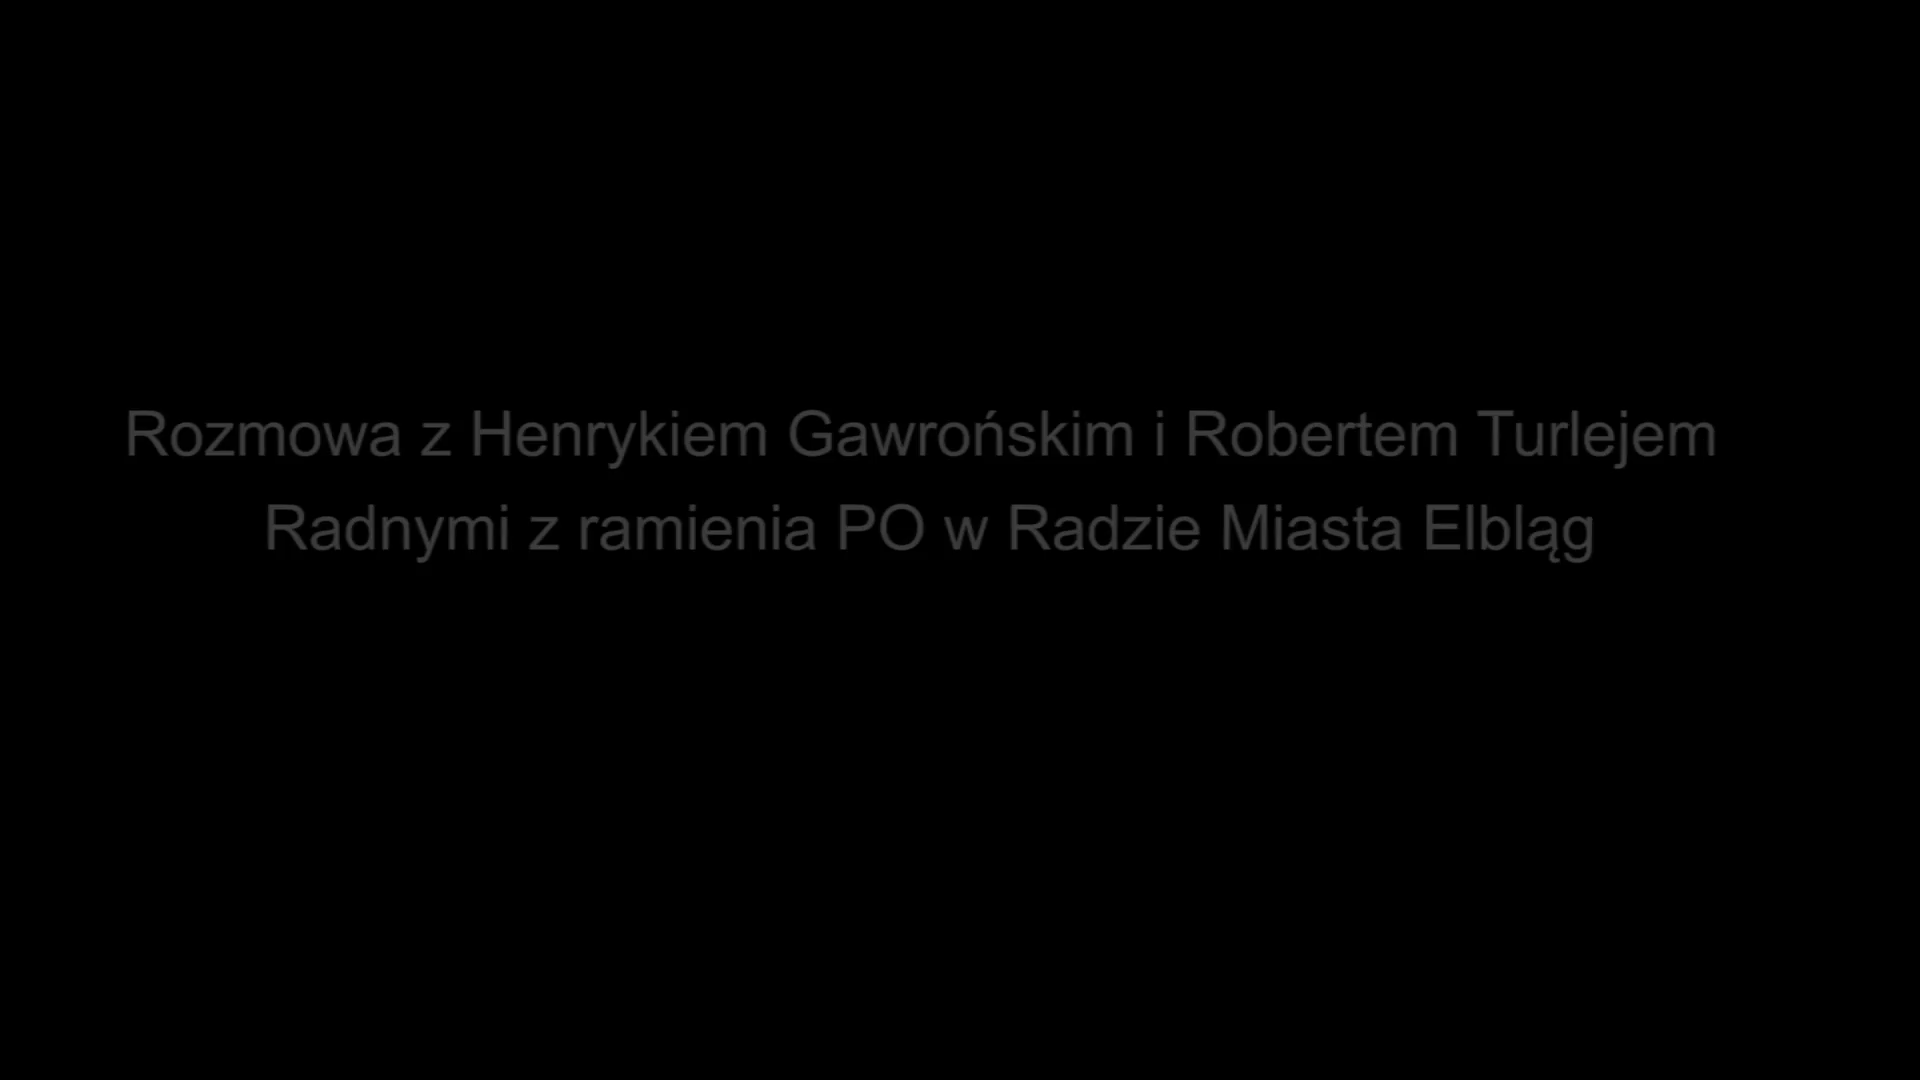 Rozmowa z Henrykiem Gawrońskim i Robertem Turlejem
Radnymi z ramienia PO w Radzie Miasta Elbląg